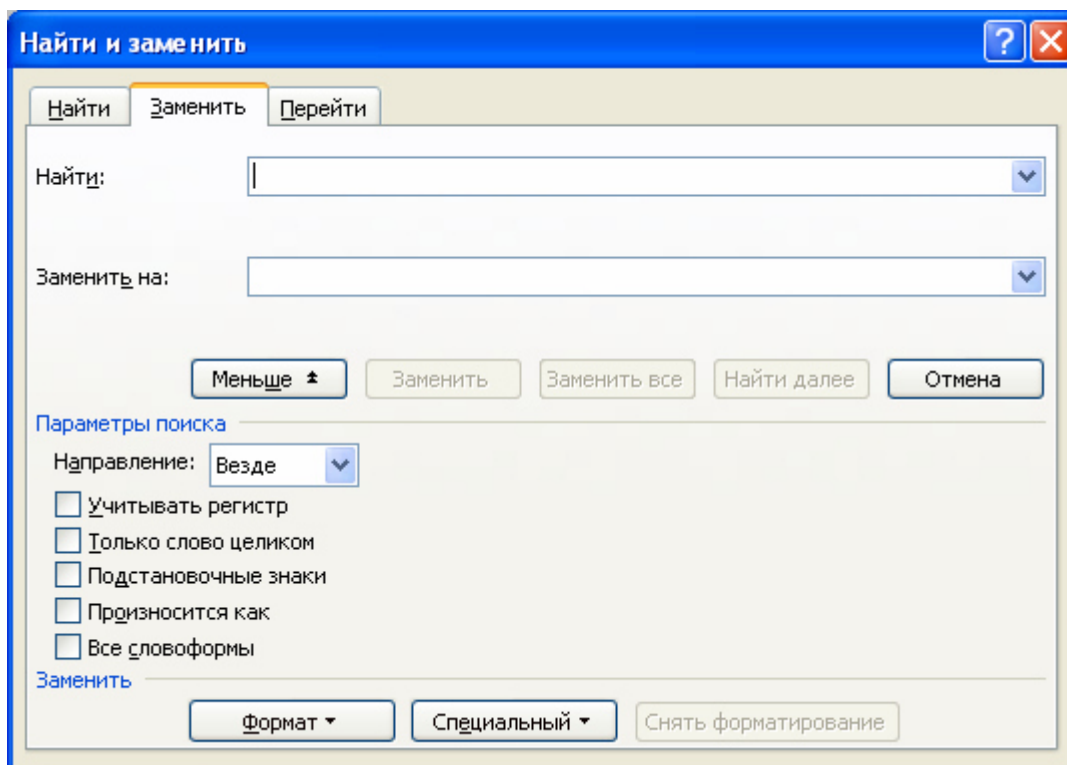 Найти и заменить
Найти Заменить Перейти
Найти:
Заменить на:
Меньше Заменить Заменить все Найти далее Отмена
Параметры поиска
Направление: Везде
Учитывать регистр
Только слово целиком
Подстановочные знаки
Произносится как
Все словоформы
Заменить
Формат Специальный Снять форматирование